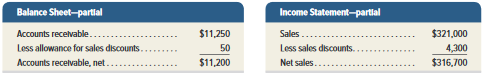 Balance Sheet—partial
Accounts receivable. . . . . . . . . . . . . . . . . . . . $11,250
Less allowance for sales discounts. . . . . . . . . 50
Accounts receivable, net . . . . . . . . . . . . . . . . $11,200
Income Statement—partial
Sales . . . . . . . . . . . . . . . . . . . . . . . . . . . . $321,000
Less sales discounts. . . . . . . . . . . . . . . . 4,300
Net sales. . . . . . . . . . . . . . . . . . . . . . . . . $316,700